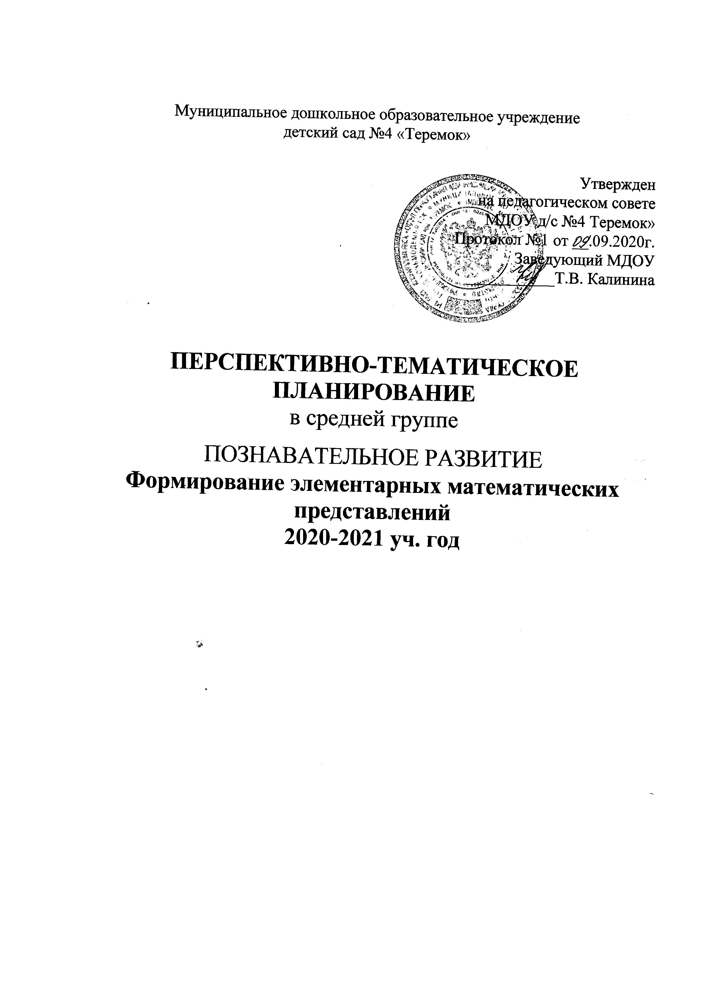 Муниципальное дошкольное образовательное учреждение
детский сад №4 «Теремок»
Утвержден
на педагогическом совете
МДОУ д/с №4 Теремок»
Протокол №1 от 09.09.2020г.
Заведующий МДОУ
Т.В. Калинина
ПЕРСПЕКТИВНО-ТЕМАТИЧЕСКОЕ
ПЛАНИРОВАНИЕ
в средней группе
ПОЗНАВАТЕЛЬНОЕ РАЗВИТИЕ
Формирование элементарных математических
представлений
2020-2021 уч. год